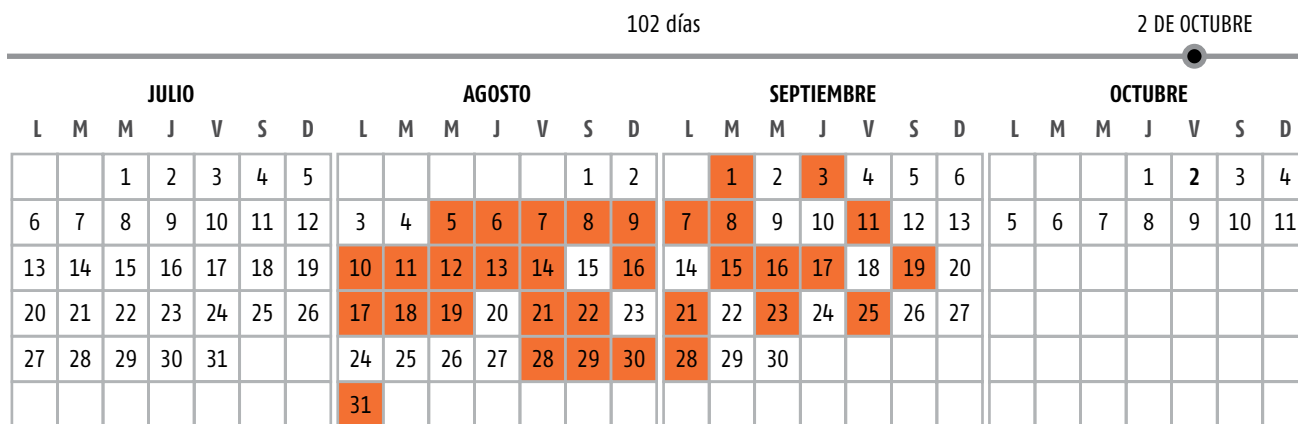 102 días 2 DE OCTUBRE
JULIO AGOSTO SEPTIEMBRE OCTUBRE
L M M J V S D L M M J V S D L M M J V S D L M M J V S D
1 2 3 4 5 1 2 1 2 3 4 5 6 1 2 3 4
6 7 8 9 10 11 12 3 4 5 6 7 8 9 7 8 9 10 11 12 13 5 6 7 8 9 10 11
13 14 15 16 17 18 19 10 11 12 13 14 15 16 14 15 16 17 18 19 20
20 21 22 23 24 25 26 17 18 19 20 21 22 23 21 22 23 24 25 26 27
27 28 29 30 31 24 25 26 27 28 29 30 28 29 30
31